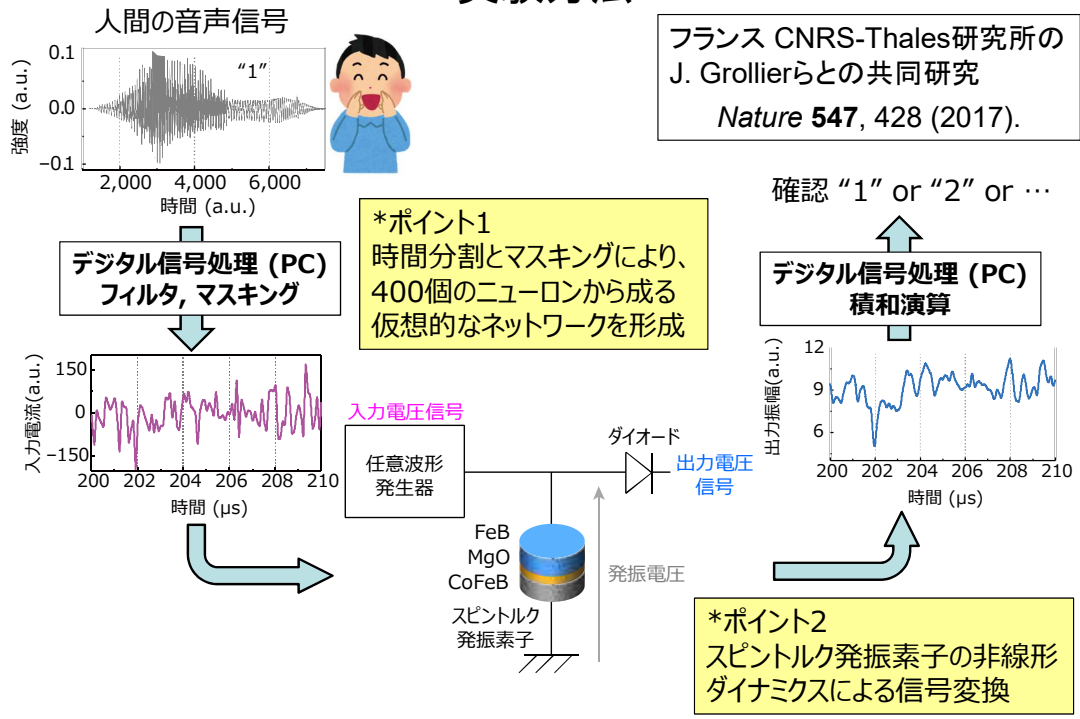 人間の音声信号
強度 (a.u.)
0.1
0.0
−0.1
“1”
2,000 4,000 6,000
時間 (a.u.)
フランス CNRS-Thales研究所の
J. Grollierらとの共同研究
Nature 547, 428 (2017).
デジタル信号処理 (PC)
フィルタ, マスキング
*ポイント1
時間分割とマスキングにより、
400個のニューロンから成る
仮想的なネットワークを形成
確認 “1” or “2” or …
デジタル信号処理 (PC)
積和演算
入力電流(a.u.)
150
0
−150
200 202 204 206 208 210
時間 (μs)
入力電圧信号
任意波形
発生器
ダイオード
出力電圧
信号
FeB
MgO
CoFeB
スピントルク
発振素子
発振電圧
出力振幅(a.u.)
12
9
6
200 202 204 206 208 210
時間 (μs)
*ポイント2
スピントルク発振素子の非線形
ダイナミクスによる信号変換